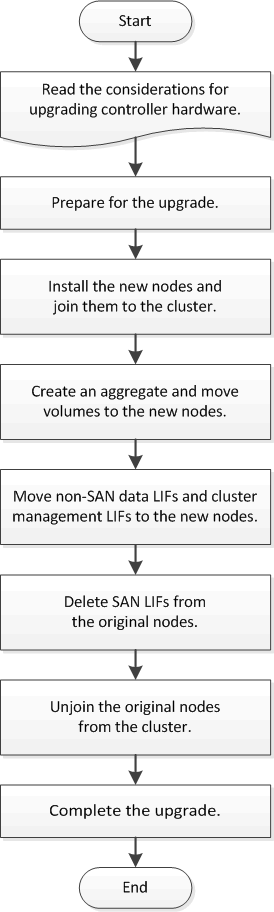 Start
Read the considerations for
upgrading controller hardware.
Prepare for the upgrade.
Install the new nodes and
join them to the cluster.
Create an aggregate and move
volumes to the new nodes.
Move non-SAN data LIFs and cluster
management LIFs to the new nodes.
Delete SAN LIFs from
the original nodes.
Unjoin the original nodes
from the cluster.
Complete the upgrade.
End